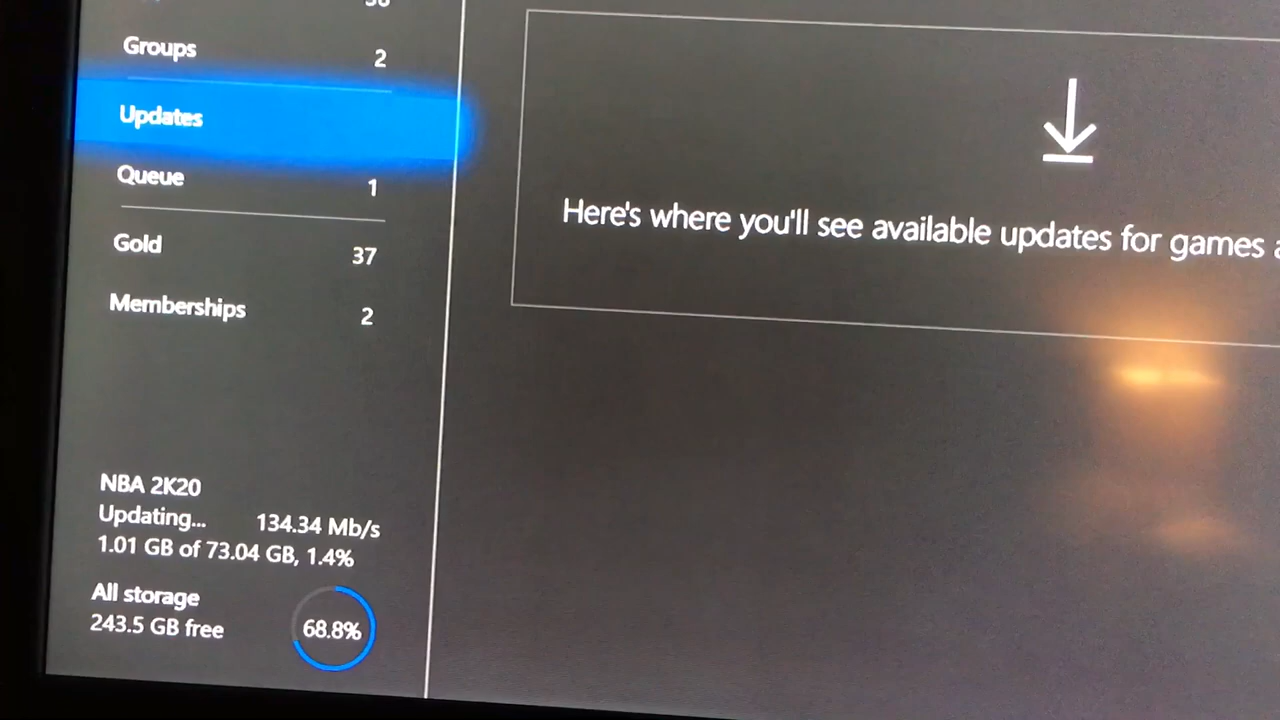 Groups 2
Updates
Queue 1
Gold 37
Memberships 2
Here's where you'll see available updates for games
NBA 2K20
Updating... 134.34 Mb/s
1.01 GB of 73.04 GB, 1.4%
All storage
243.5 GB free
68.8%